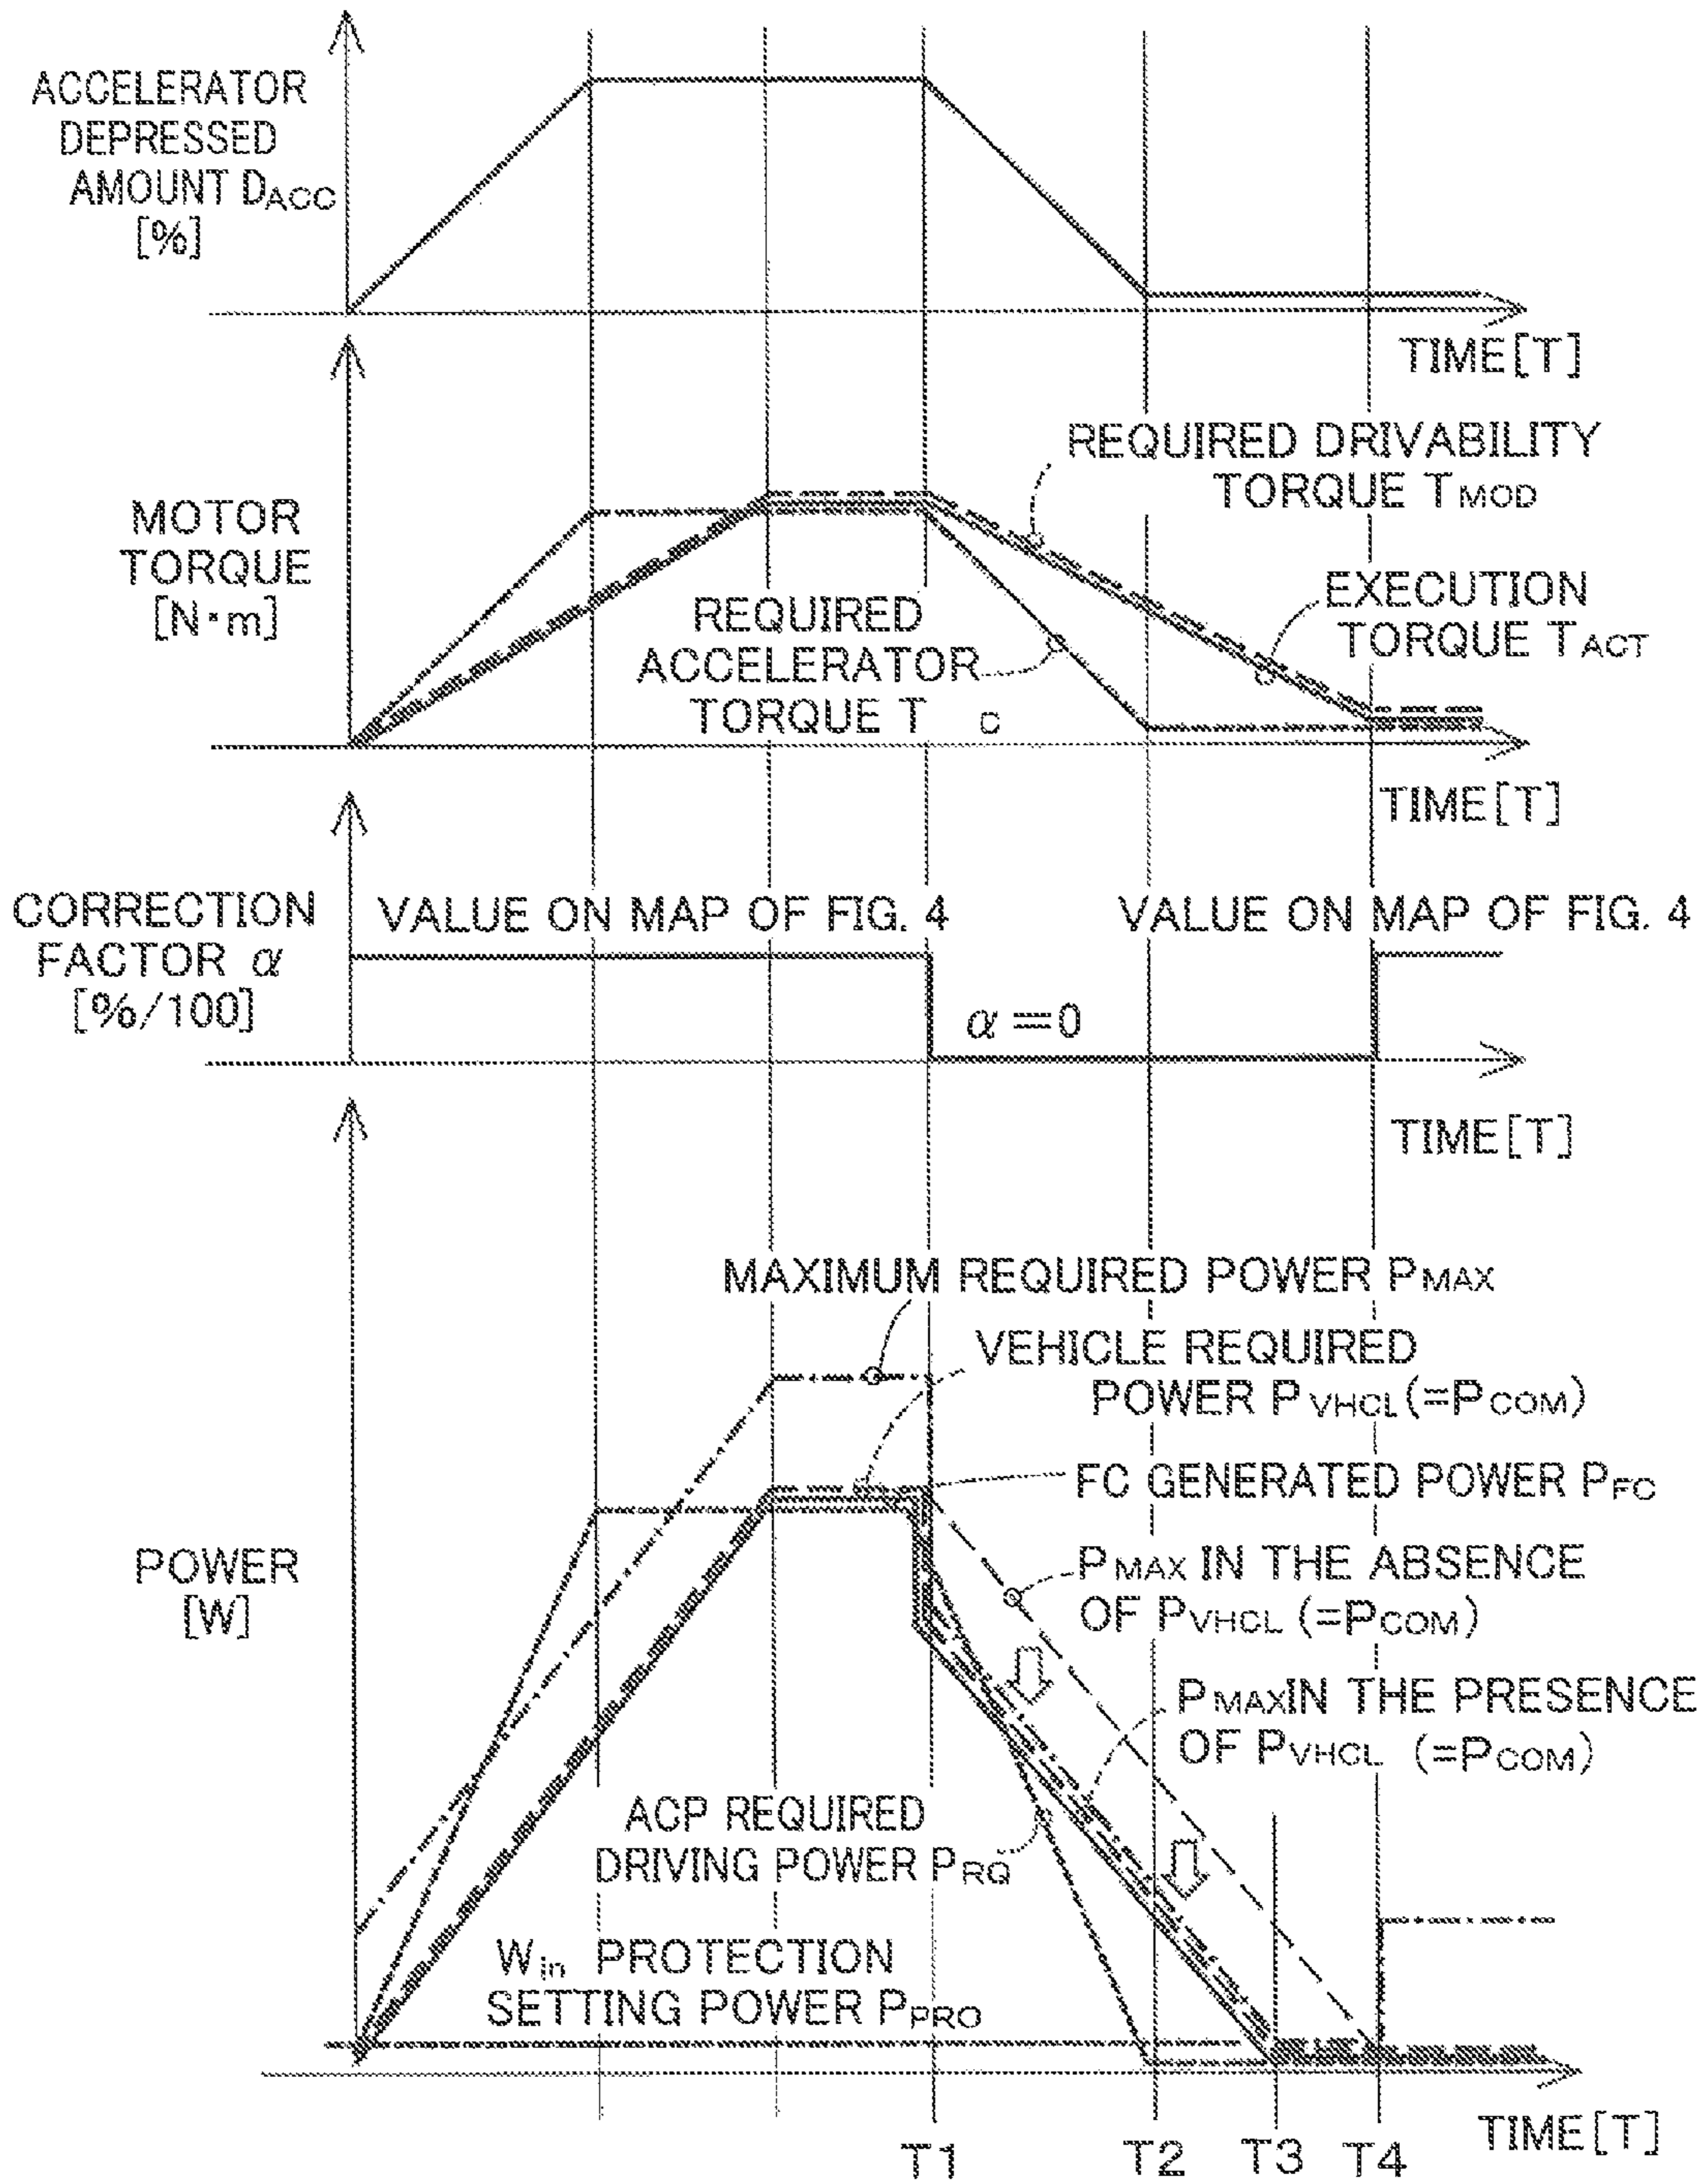 ACCELERATOR
DEPRESSED
AMOUNT DACC
[%]
TIME[T]
REQUIRED DRIVABILITY
TORQUE TMOD
MOTOR
TORQUE
[N·m]
EXECUTION
TORQUE TACT
REQUIRED
ACCELERATOR
TORQUE T C
TIME[T]
CORRECTION
FACTOR α
[%/100]
VALUE ON MAP OF FIG. 4
VALUE ON MAP OF FIG. 4
α=0
TIME[T]
MAXIMUM REQUIRED POWER PMAX
VEHICLE REQUIRED
POWER PVHCL(=PCOM)
FC GENERATED POWER PFC
POWER
[W]
PMAX IN THE ABSENCE
OF PVHCL (=PCOM)
PMAX IN THE PRESENCE
OF PVHCL (=PCOM)
ACP REQUIRED
DRIVING POWER PRQ
Win PROTECTION
SETTING POWER PPRO
TIME[T]
T1 T2 T3 T4